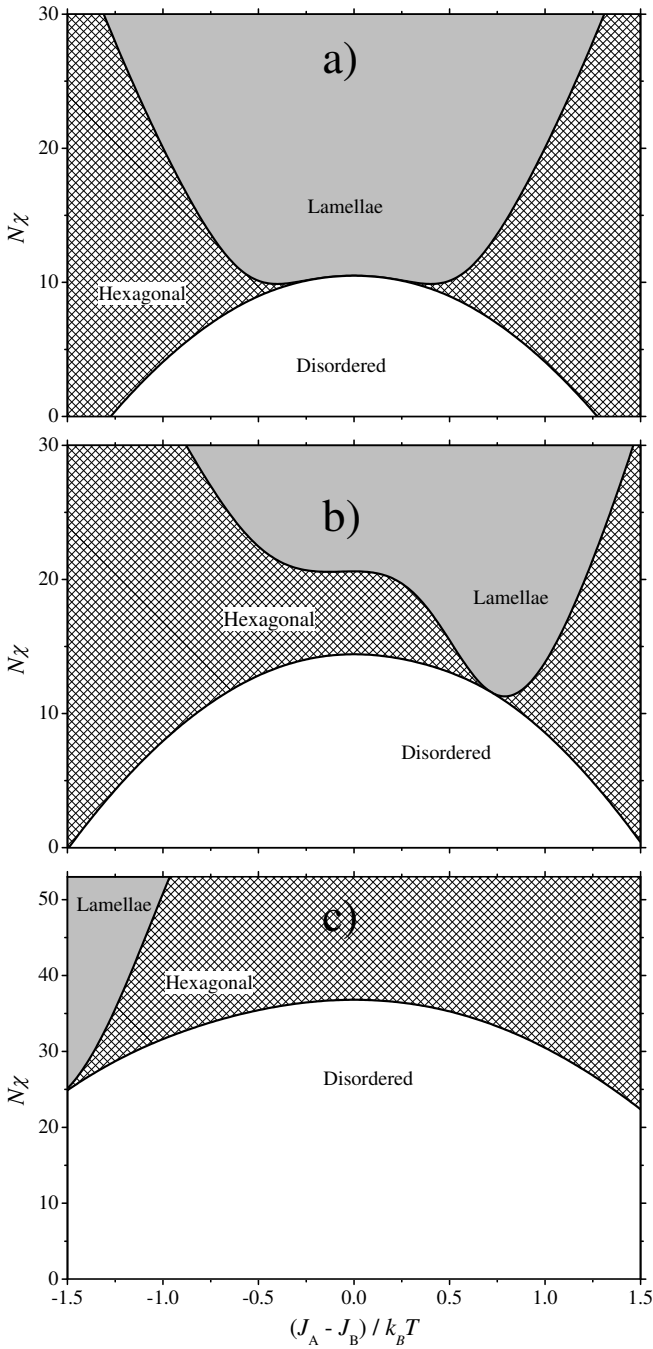 30
a)
20
Lamellae
Nχ
10
Hexagonal
Disordered
0
30
b)
20
Lamellae
Hexagonal
Nχ
10
Disordered
0
50
Lamellae
c)
40
Hexagonal
30
Disordered
Nχ
20
10
0
-1.5 -1.0 -0.5 0.0 0.5 1.0 1.5
(J_A - J_B) / k_BT